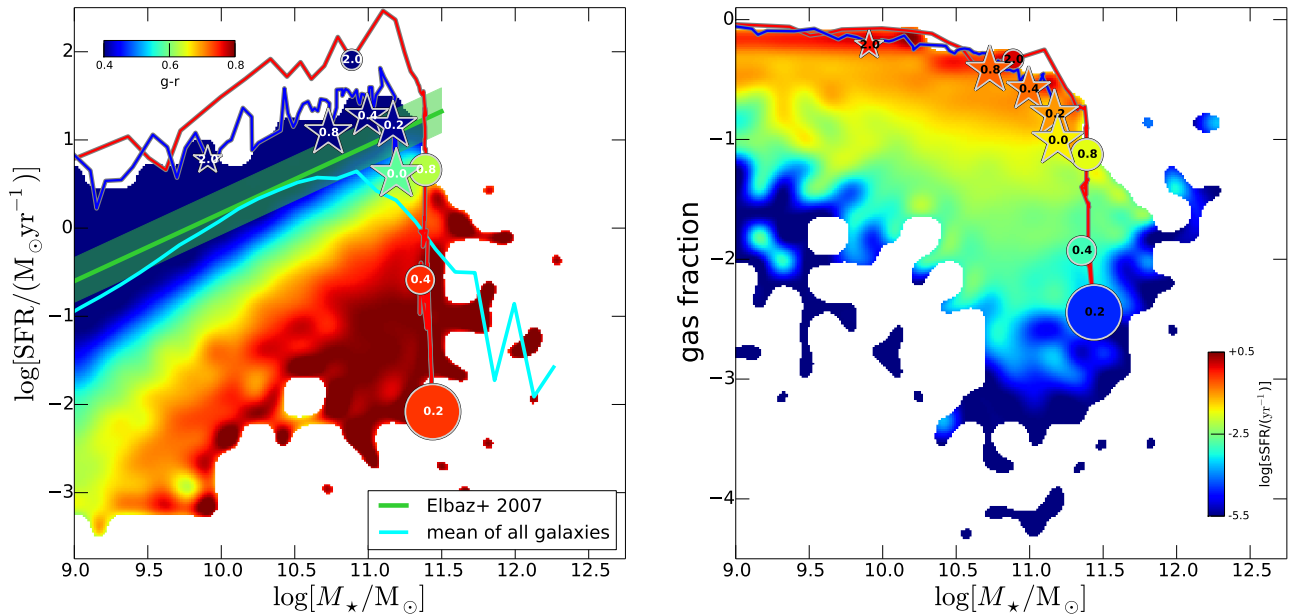 log[SFR/(M⊙yr⁻¹)]
2
1
0
−1
−2
−3
0.4 0.6 0.8
g-r
2.0
2.0
0.8
0.4
0.2
0.0
0.8
0.4
0.2
Elbaz+ 2007
mean of all galaxies
9.0 9.5 10.0 10.5 11.0 11.5 12.0 12.5
log[M⋆/M⊙]
gas fraction
0
−1
−2
−3
−4
2.0
2.0
0.8
0.4
0.2
0.0
0.8
0.4
0.2
+0.5
-2.5
-5.5
log[sSFR/(yr⁻¹)]
9.0 9.5 10.0 10.5 11.0 11.5 12.0 12.5
log[M⋆/M⊙]